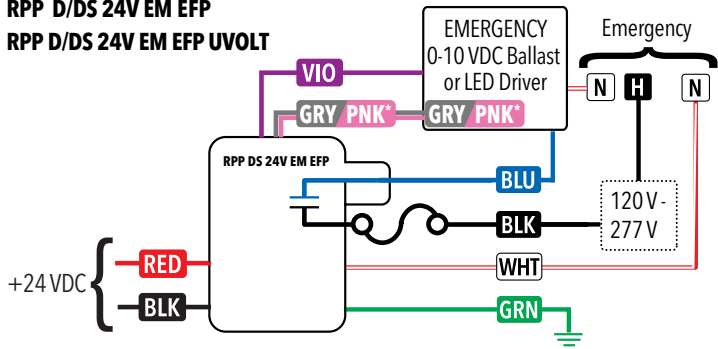 RPP D/DS 24V EM EFP
RPP D/DS 24V EM EFP UVOLT
EMERGENCY
0-10 VDC Ballast
or LED Driver
Emergency
VIO
N
H
N
GRY/PNK*
GRY/PNK*
RPP DS 24V EM EFP
BLU
120 V -
277 V
BLK
RED
WHT
+24 VDC
BLK
GRN